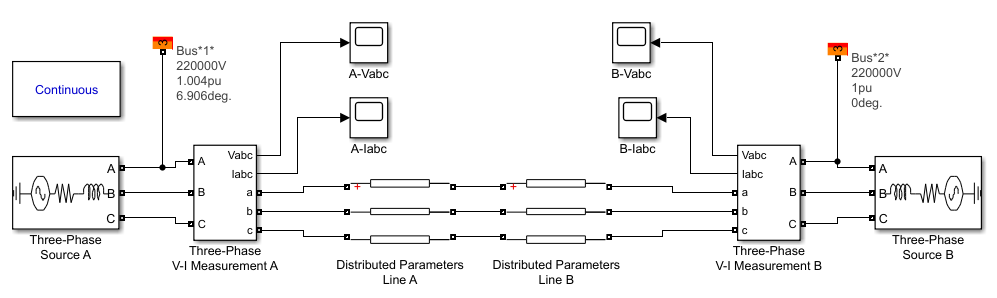 3
Bus*1*
220000V
1.004pu
6.906deg.
A-Vabc
B-Vabc
3
Bus*2*
220000V
1pu
0deg.
Continuous
A-Iabc
B-Iabc
A
B
C
Three-Phase
Source A
A
B
C
Vabc
Iabc
a
b
c
Three-Phase
V-I Measurement A
+
Distributed Parameters
Line A
+
Distributed Parameters
Line B
Vabc
Iabc
a
b
c
A
B
C
Three-Phase
V-I Measurement B
A
B
C
Three-Phase
Source B